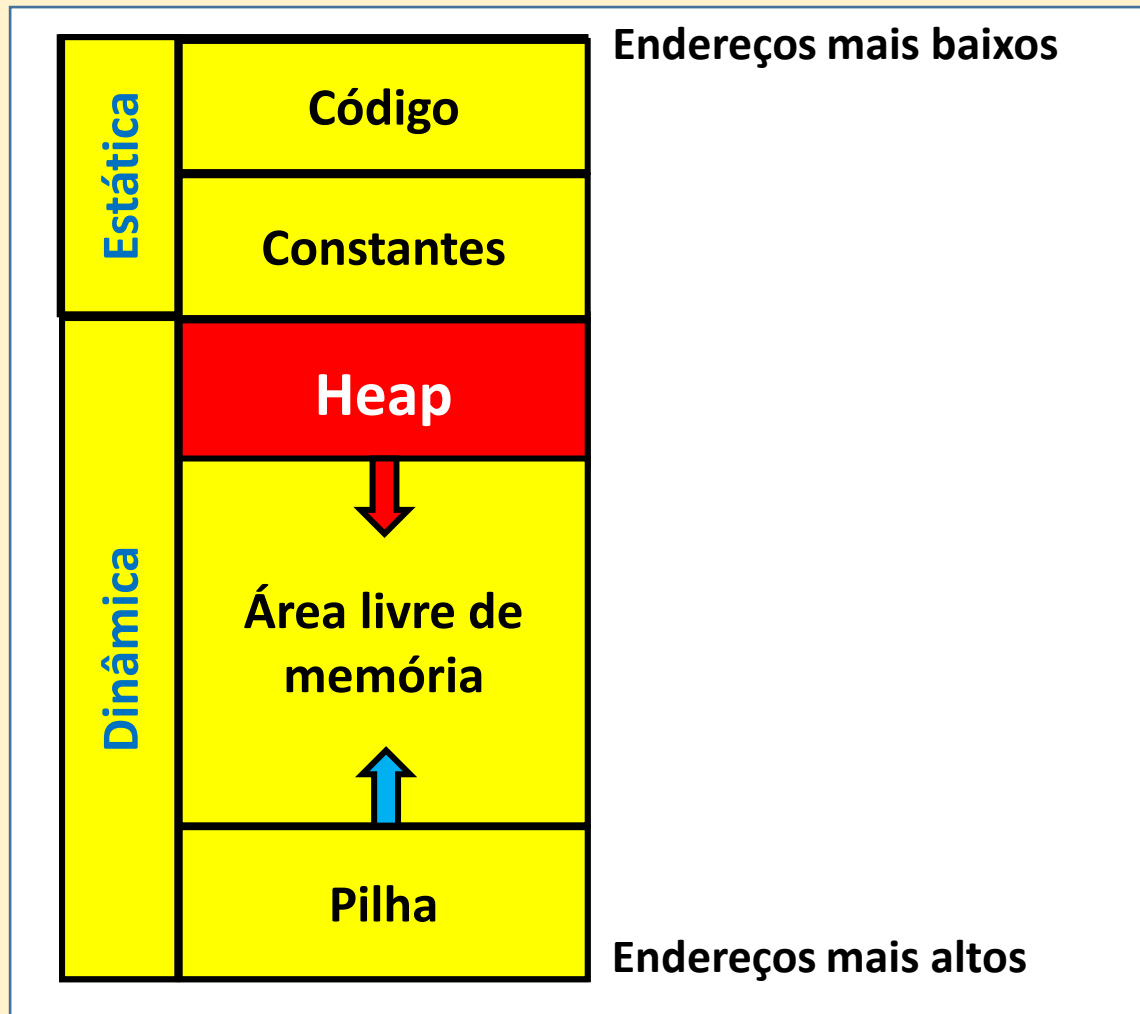 Endereços mais baixos
Estática
Código
Constantes
Dinâmica
Heap
Área livre de
memória
Pilha
Endereços mais altos